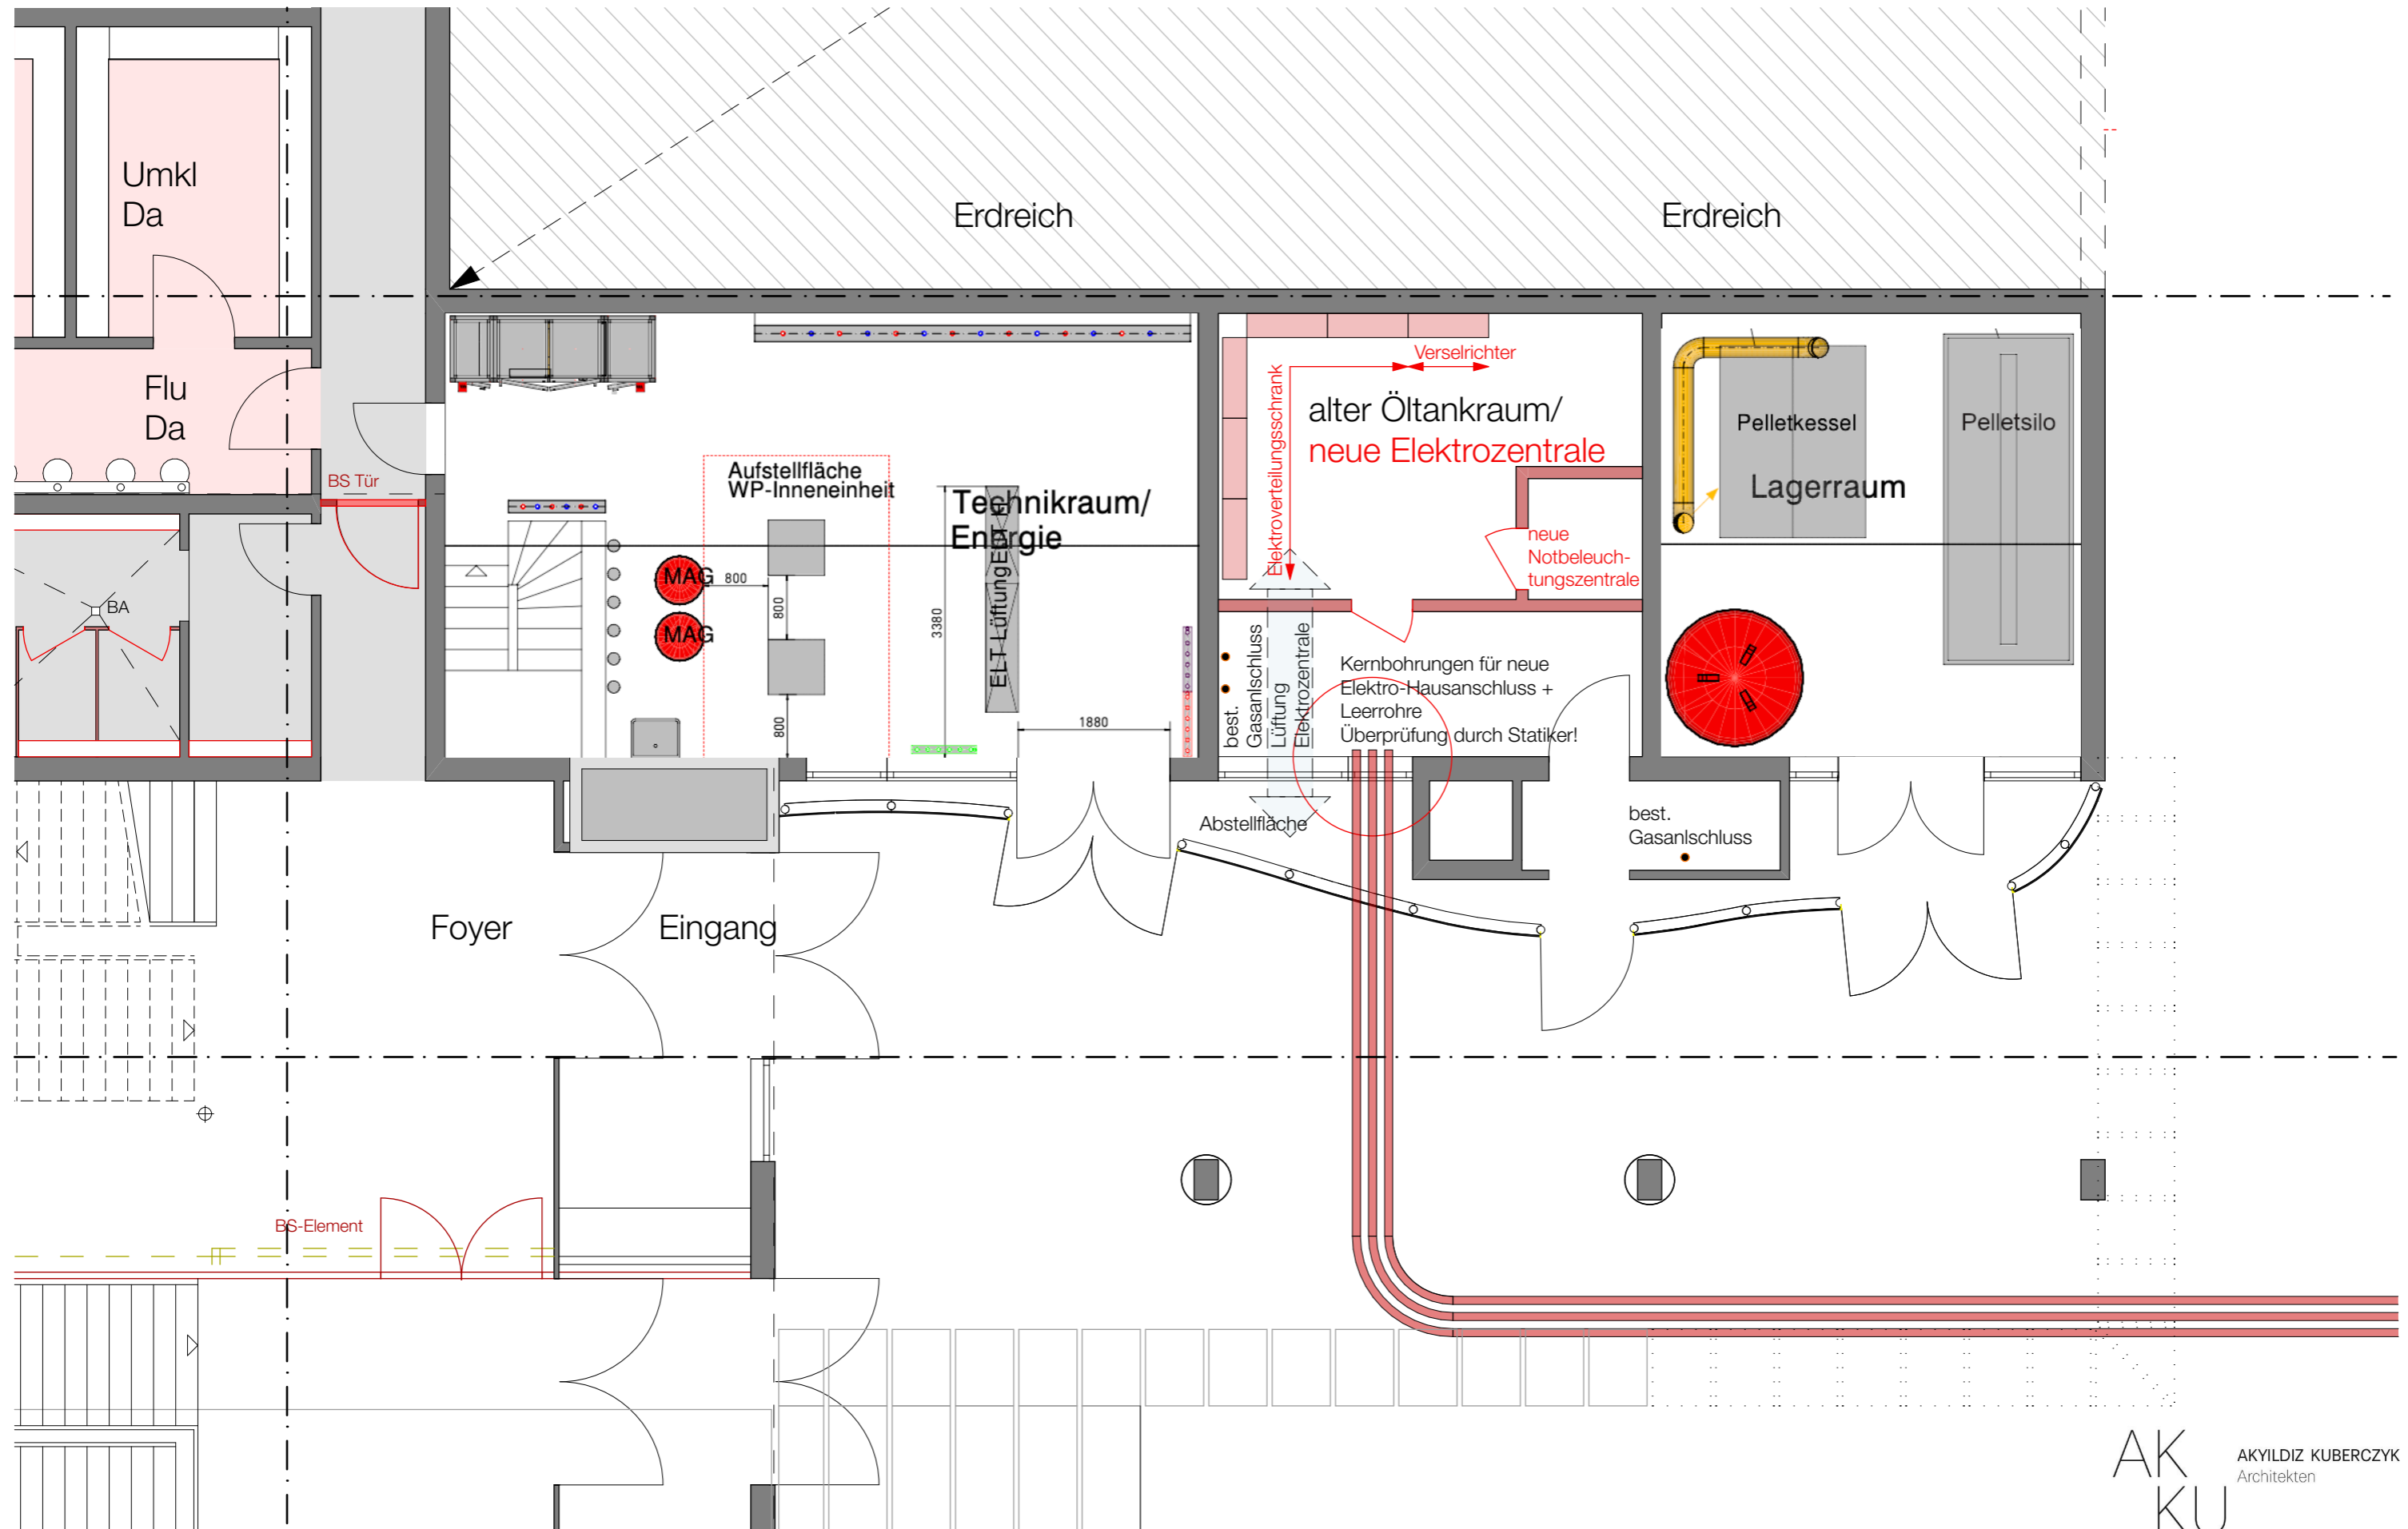 Umkl
Da
Erdreich
Erdreich
Flu
Da
BS Tür
BA
Aufstellfläche
WP-Inneneinheit
Technikraum/
Energie
MAG
MAG
800
800
800
3380
1880
ELT Lüftung
Verselrichter
Elektroverteilungsschrank
alter Öltankraum/
neue Elektrozentrale
neue
Notbeleuch-
tungszentrale
best.
Gasanlschluss
Lüftung
Elektrozentrale
Kernbohrungen für neue
Elektro-Hausanschluss +
Leerrohre
Überprüfung durch Statiker!
Pelletkessel
Lagerraum
Pelletsilo
Abstellfläche
best.
Gasanlschluss
Foyer
Eingang
BS-Element
AK
KU
AKYILDIZ KUBERCZYK
Architekten